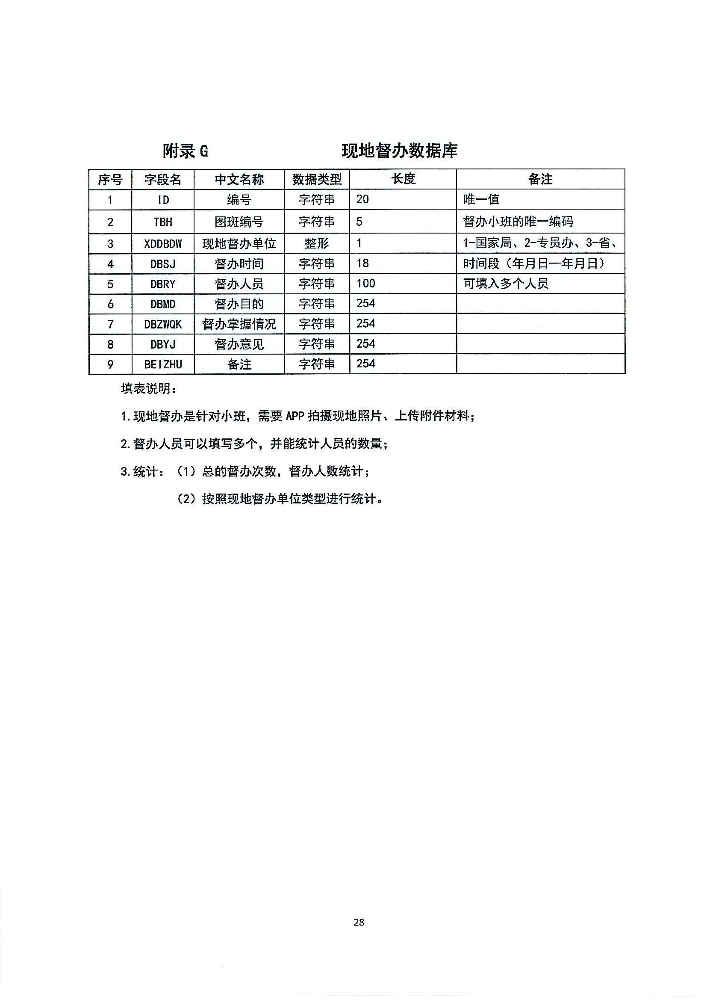 附录 G 现地督办数据库
序号 字段名 中文名称 数据类型 长度 备注
1 ID 编号 字符串 20 唯一值
2 TBH 图斑编号 字符串 5 督办小班的唯一编码
3 XDDBDW 现地督办单位 整形 1 1-国家局、2-专员办、3-省、
4 DBSJ 督办时间 字符串 18 时间段（年月日—年月日）
5 DBRY 督办人员 字符串 100 可填入多个人员
6 DBMD 督办目的 字符串 254
7 DBZWQK 督办掌握情况 字符串 254
8 DBYJ 督办意见 字符串 254
9 BEIZHU 备注 字符串 254
填表说明：
1.现地督办是针对小班，需要 APP 拍摄现地照片、上传附件材料；
2.督办人员可以填写多个，并能统计人员的数量；
3.统计：（1）总的督办次数，督办人数统计；
（2）按照现地督办单位类型进行统计。
28